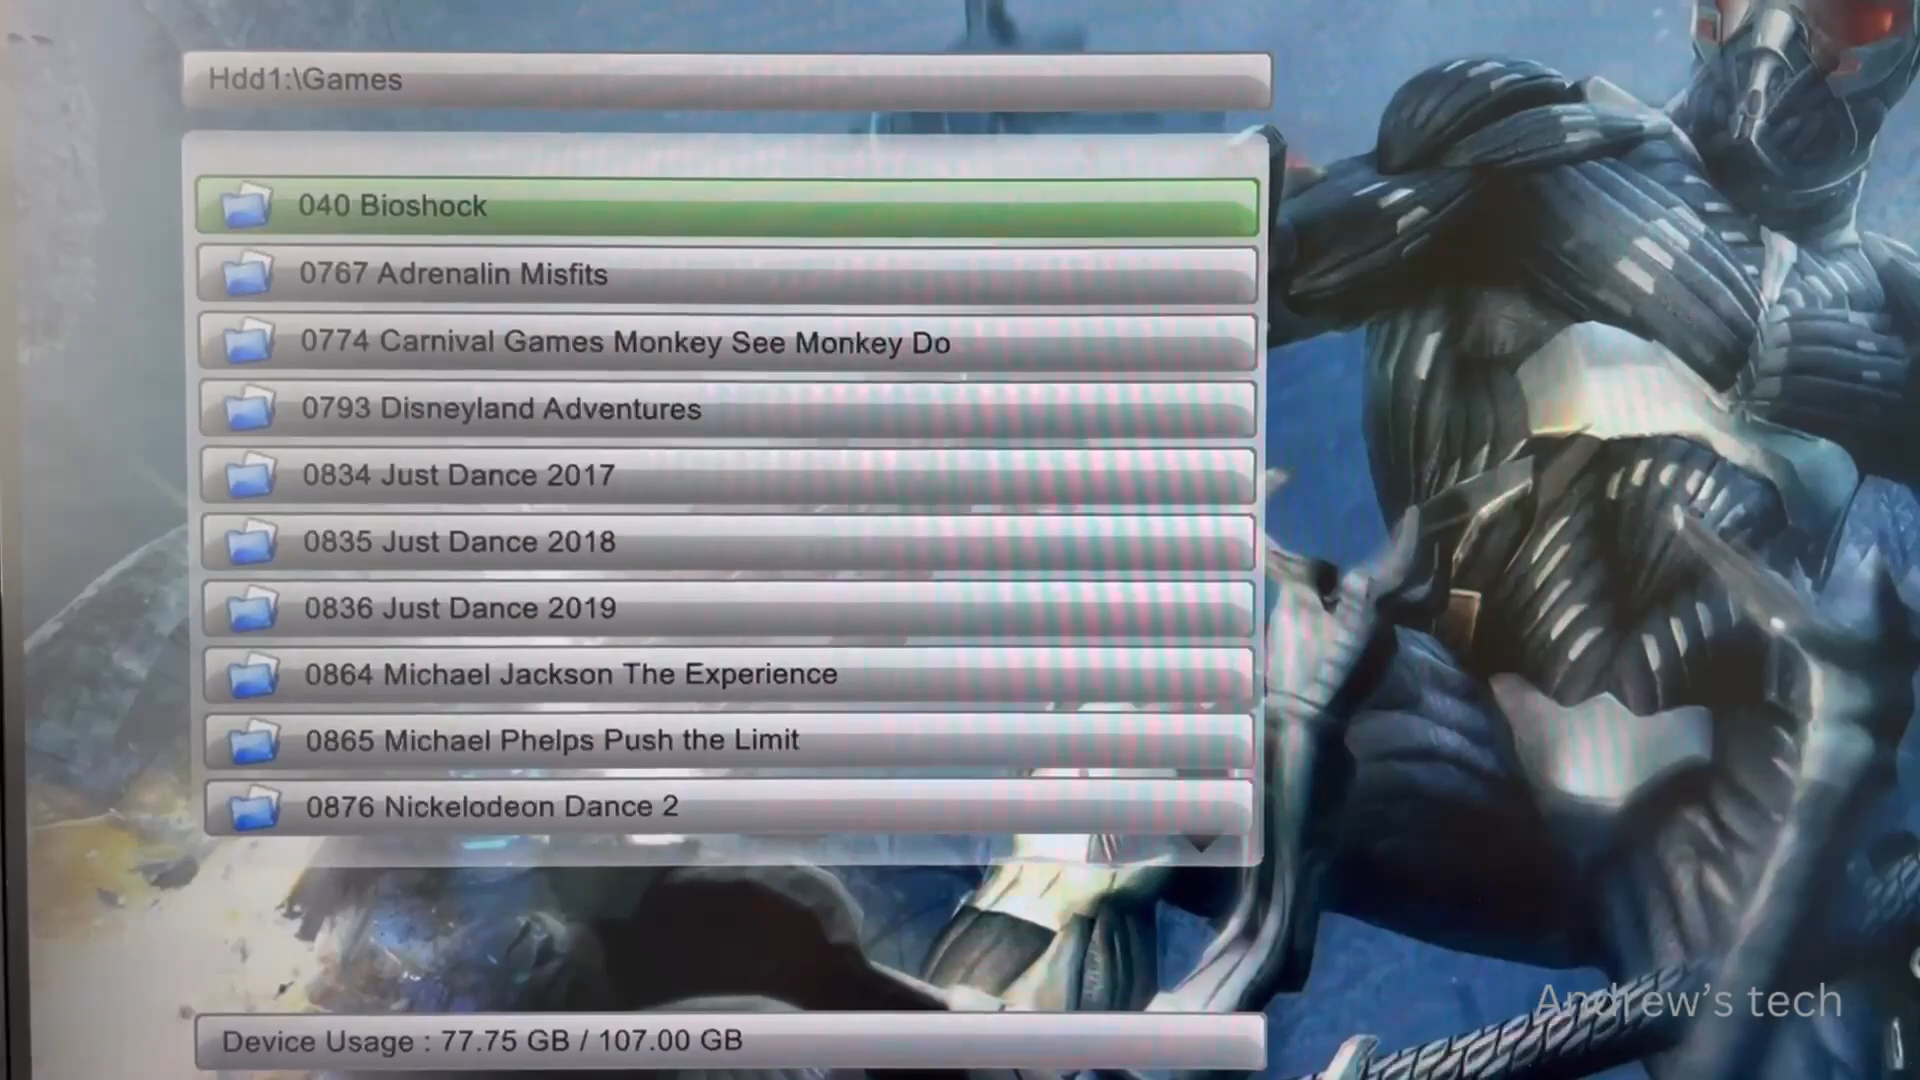 Hdd1:\Games
040 Bioshock
0767 Adrenalin Misfits
0774 Carnival Games Monkey See Monkey Do
0793 Disneyland Adventures
0834 Just Dance 2017
0835 Just Dance 2018
0836 Just Dance 2019
0864 Michael Jackson The Experience
0865 Michael Phelps Push the Limit
0876 Nickelodeon Dance 2
Andrew's tech
Device Usage : 77.75 GB / 107.00 GB